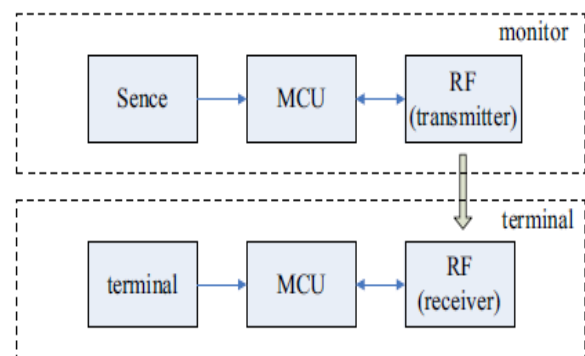 monitor
Sence
MCU
RF
(transmitter)
terminal
terminal
MCU
RF
(receiver)